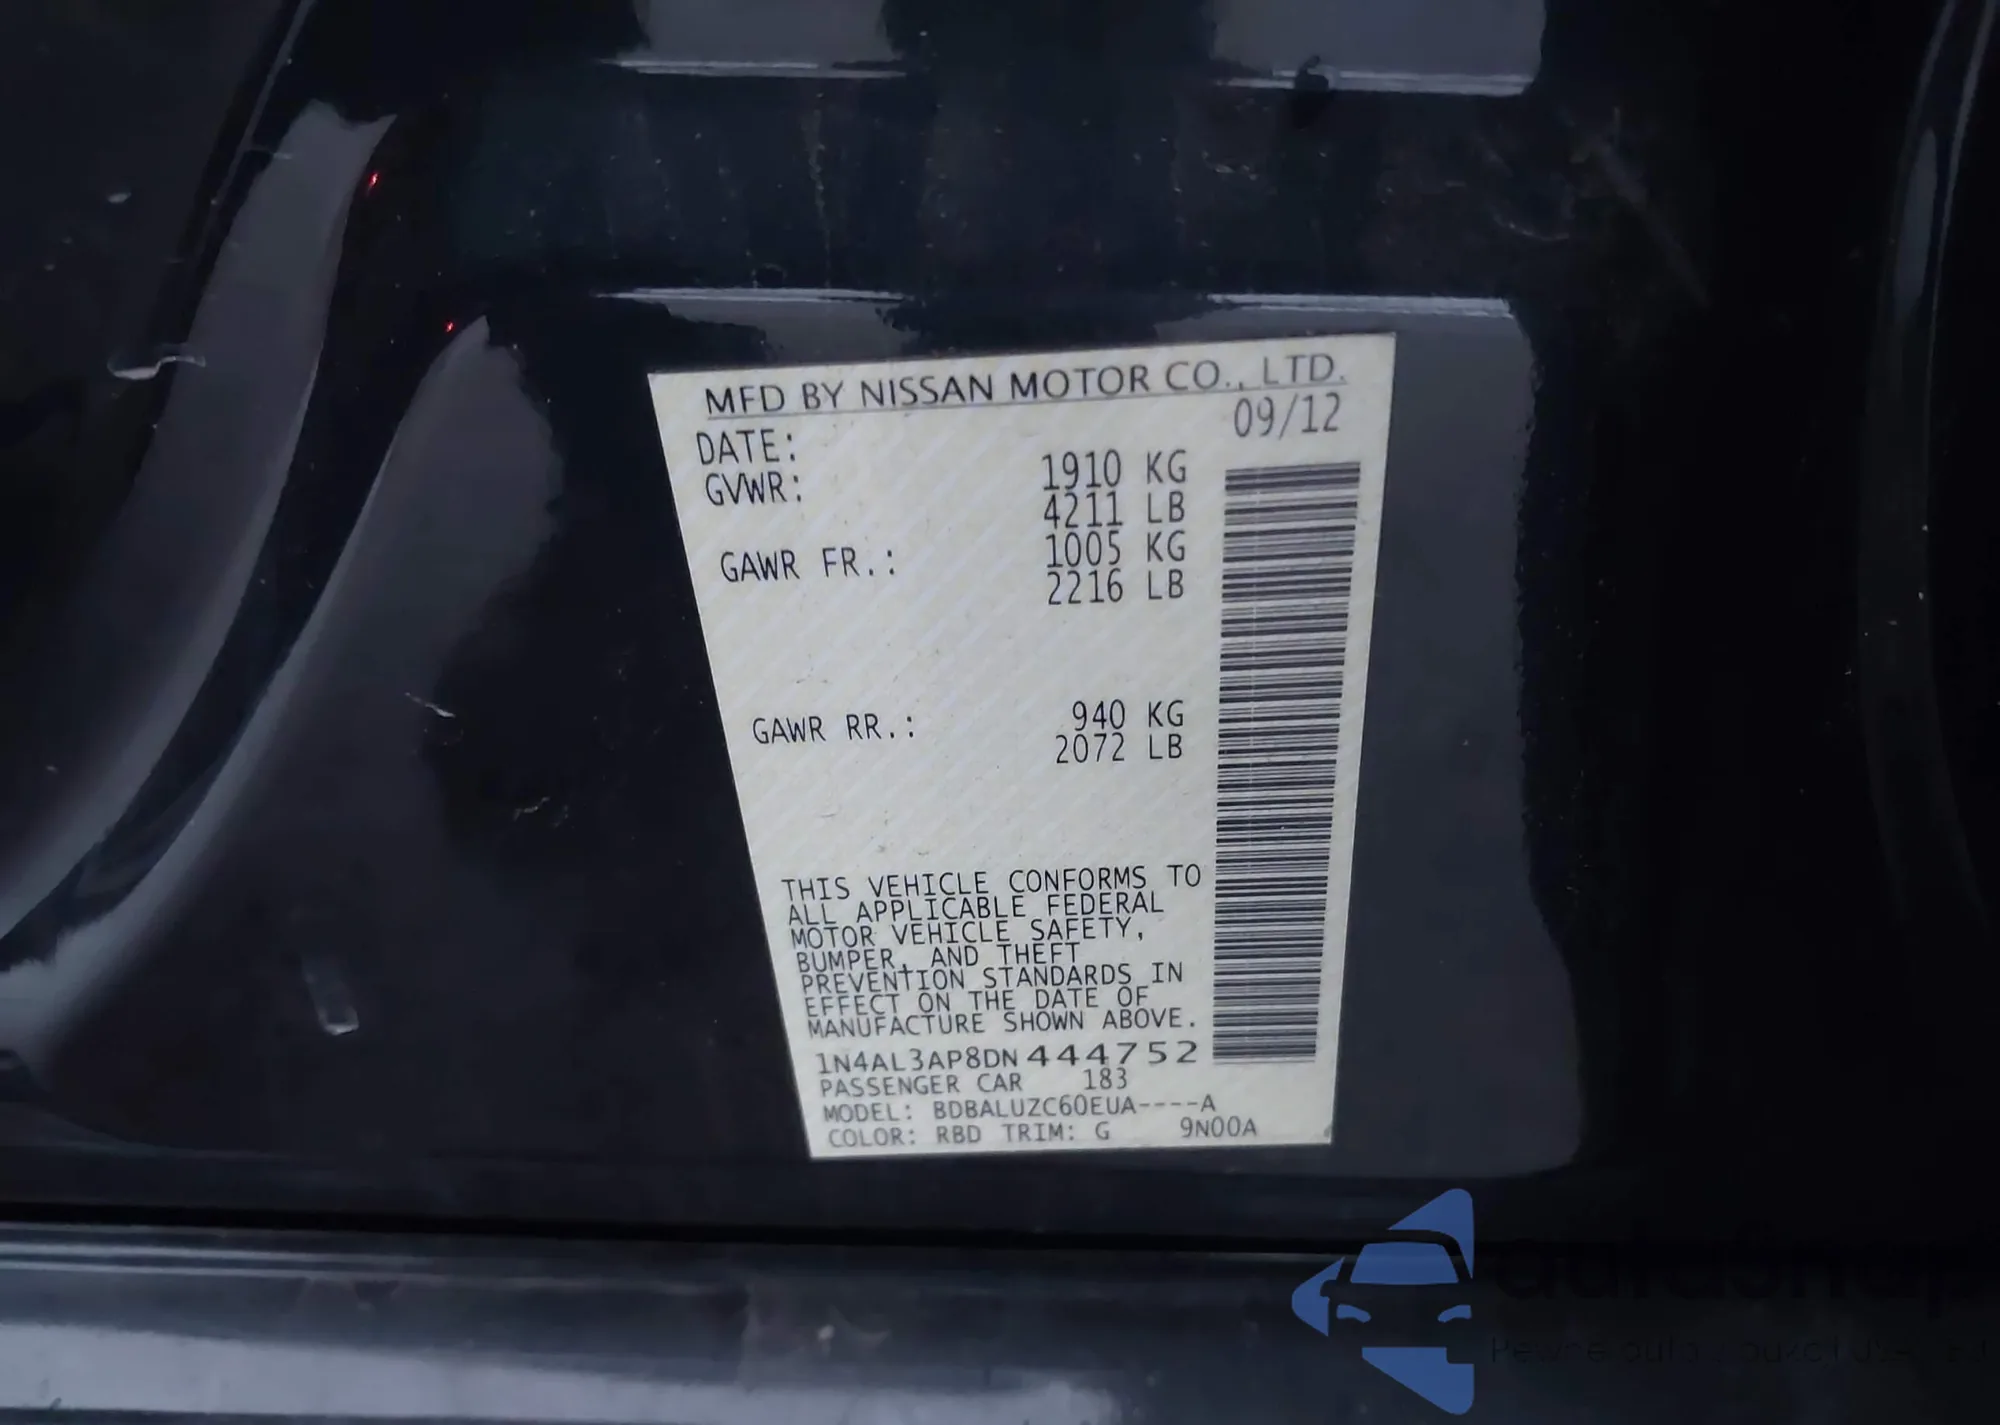 MFD BY NISSAN MOTOR CO., LTD.
DATE: 09/12
GVWR: 1910 KG
4211 LB
GAWR FR.: 1005 KG
2216 LB
GAWR RR.: 940 KG
2072 LB
THIS VEHICLE CONFORMS TO
ALL APPLICABLE FEDERAL
MOTOR VEHICLE SAFETY,
BUMPER, AND THEFT
PREVENTION STANDARDS IN
EFFECT ON THE DATE OF
MANUFACTURE SHOWN ABOVE.
1N4AL3AP8DN444752
PASSENGER CAR 183
MODEL: BDBALUZC60EUA----A
COLOR: RBD TRIM: G 9N00A